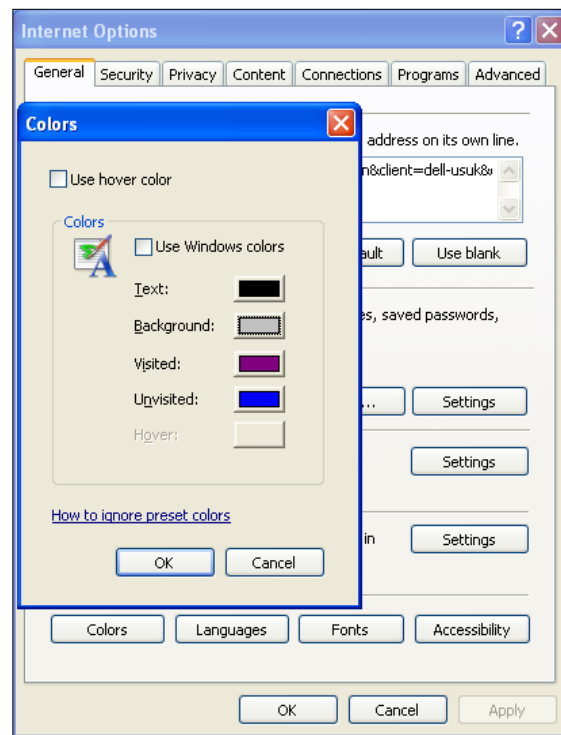 Internet Options
General Security Privacy Content Connections Programs Advanced
Colors
address on its own line.
n&client=dell-usuk&
Use hover color
Colors
Use Windows colors
ault
Use blank
Text:
Background:
es, saved passwords,
Visited:
Unvisited:
...
Settings
Hover:
Settings
How to ignore preset colors
in
Settings
OK
Cancel
Colors
Languages
Fonts
Accessibility
OK
Cancel
Apply